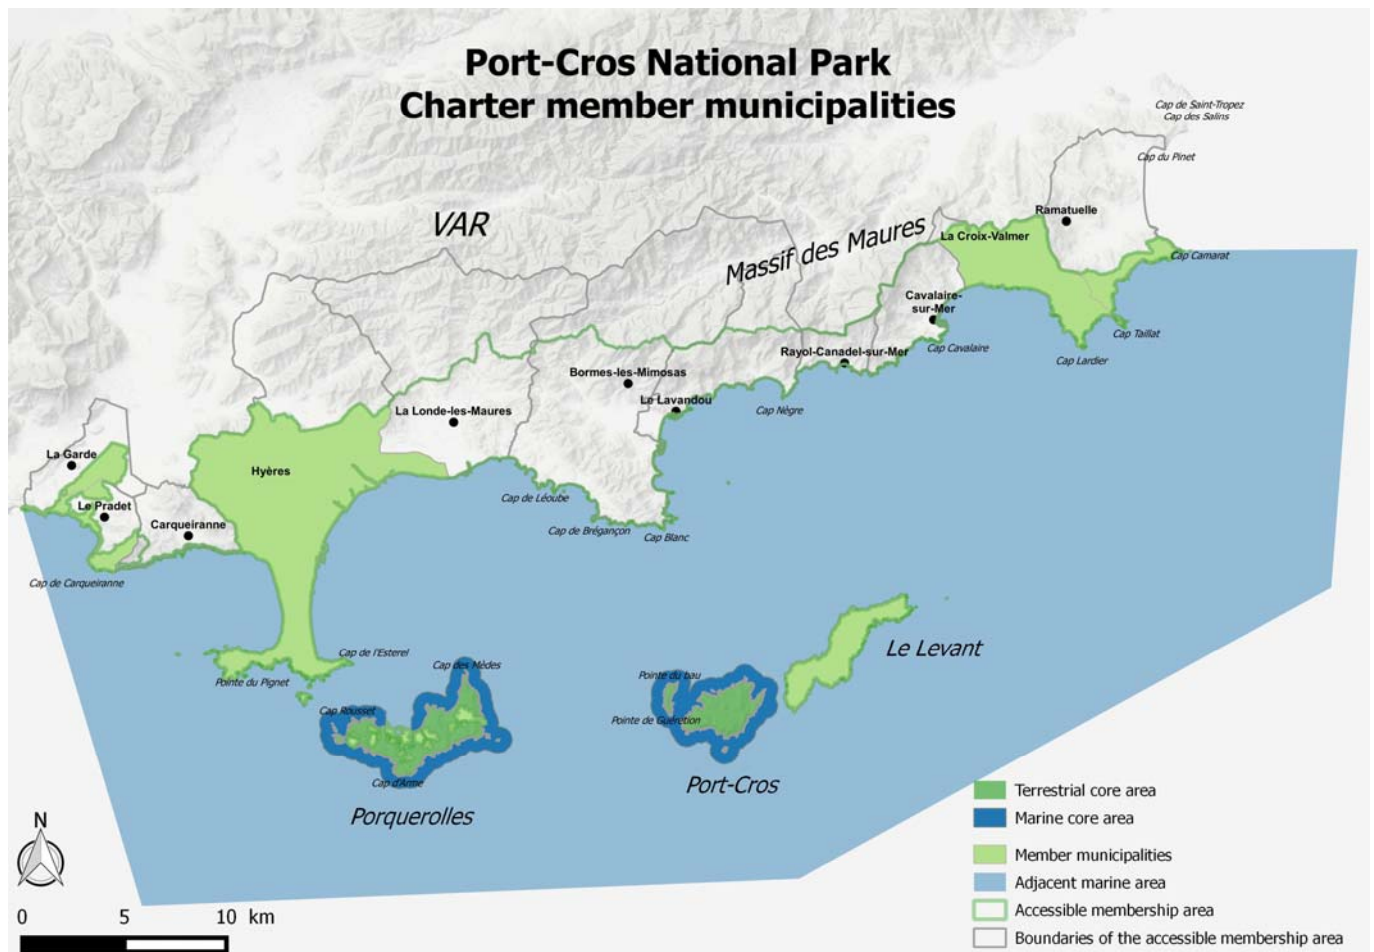 Port-Cros National Park
Charter member municipalities
Cap de Saint-Tropez
Cap des Salins
Cap du Pinet
VAR
Massif des Maures
Ramatuelle
La Croix-Valmer
Cap Camarat
Cavalaire-
sur-Mer
Cap Taillat
Cap Cavalaire
Cap Lardier
Rayol-Canadel-sur-Mer
Bormes-les-Mimosas
Le Lavandou
Cap Nègre
La Londe-les-Maures
La Garde
Hyères
Cap de Léoube
Le Pradet
Carqueiranne
Cap de Brégançon
Cap Blanc
Cap de Carqueiranne
Le Levant
Cap de l'Esterel
Cap des Mèdes
Pointe du Pignet
Pointe du bau
Cap Rousset
Pointe de Guérition
Cap d'Arme
Port-Cros
Porquerolles
Terrestrial core area
Marine core area
Member municipalities
Adjacent marine area
Accessible membership area
Boundaries of the accessible membership area
N
0 5 10 km